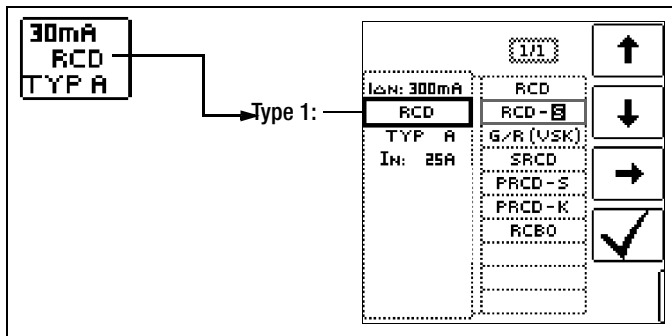 30mA
RCD
TYP A
Type 1:
1/1
I△N: 300mA
RCD
TYP A
IN: 25A
RCD
RCD-S
G/R (VSK)
SRCD
PRCD-S
PRCD-K
RCBO